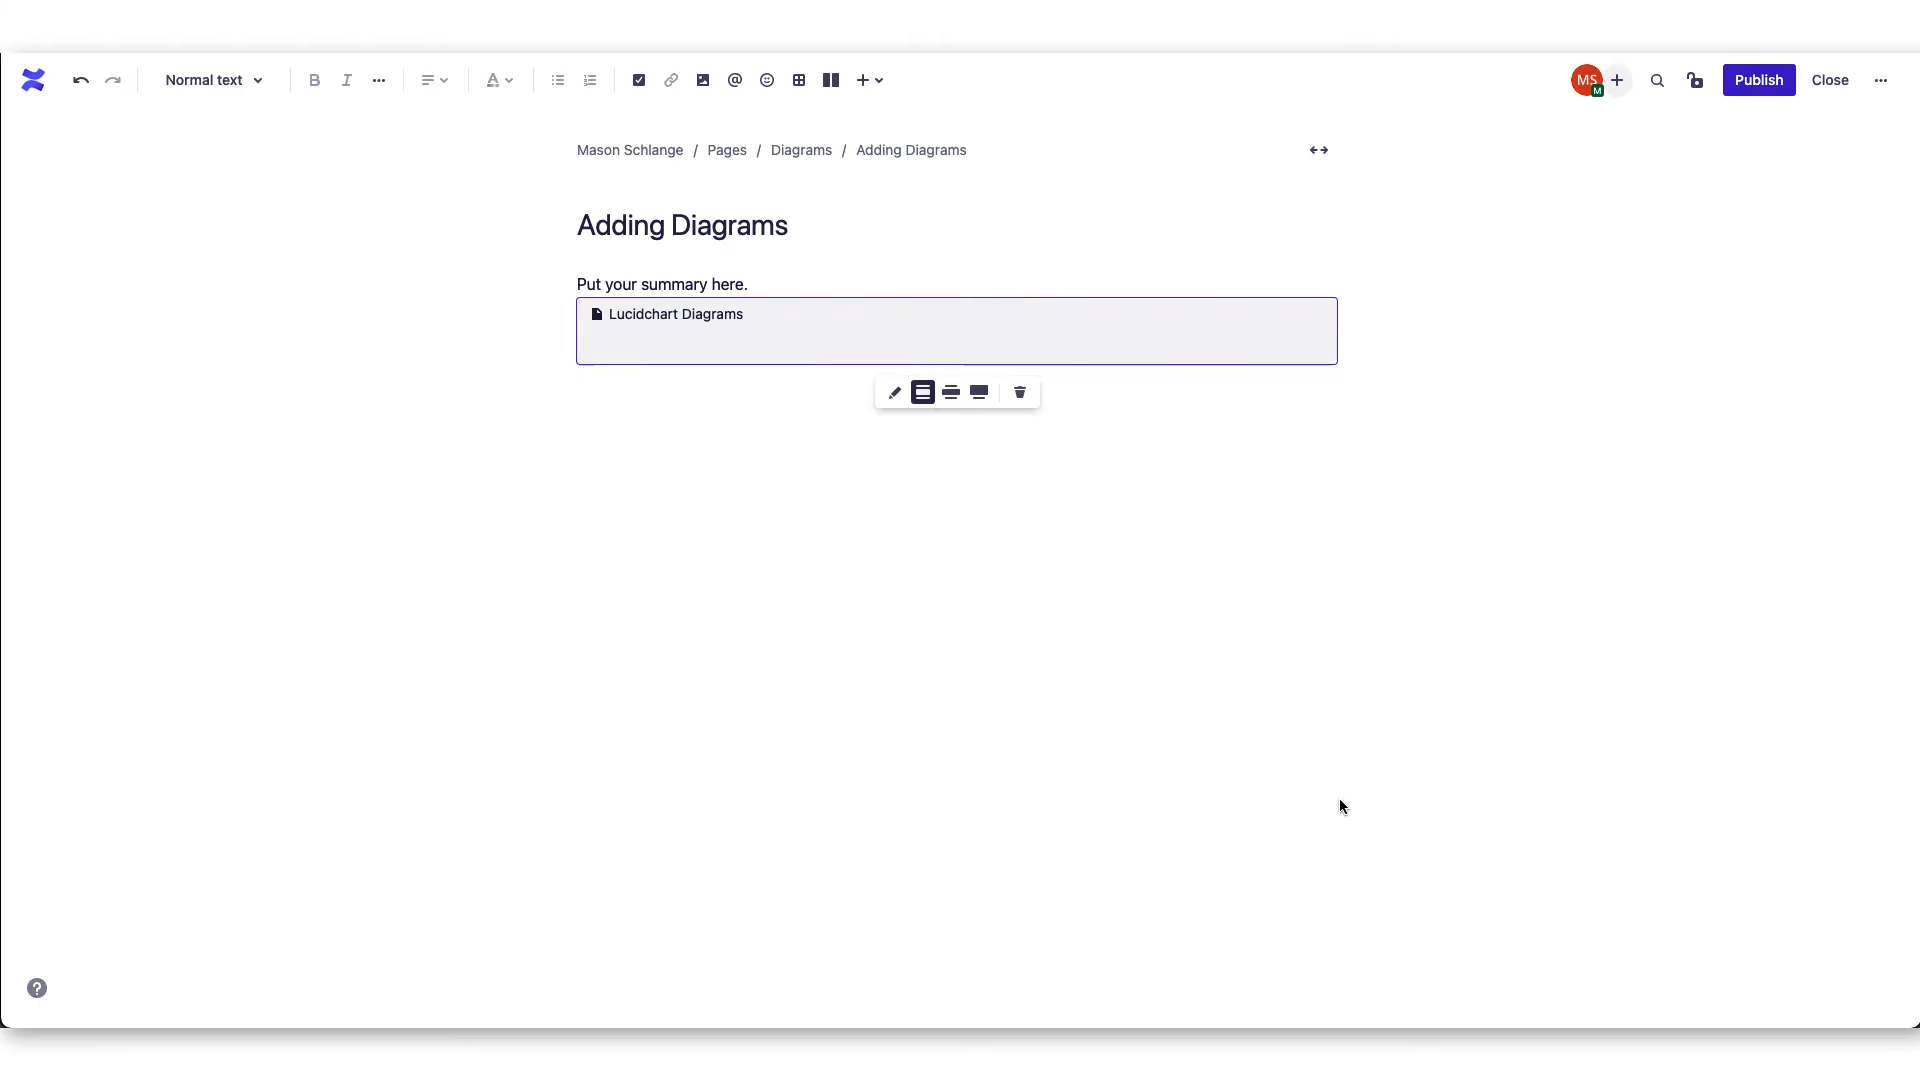 Normal text
B
I
A
@
MS
M
Publish
Close
Mason Schlange / Pages / Diagrams / Adding Diagrams
Adding Diagrams
Put your summary here.
Lucidchart Diagrams
?